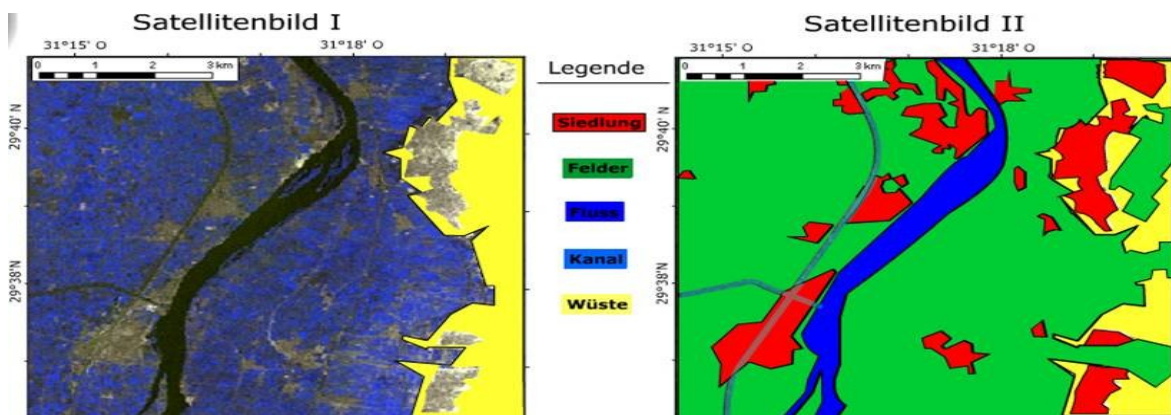 Satellitenbild I
31°15' O 31°18' O
0 1 2 3 km
29°40' N
29°38' N
Legende
Siedlung
Felder
Fluss
Kanal
Wüste
Satellitenbild II
31°15' O 31°18' O
0 1 2 3 km
29°40' N
29°38' N